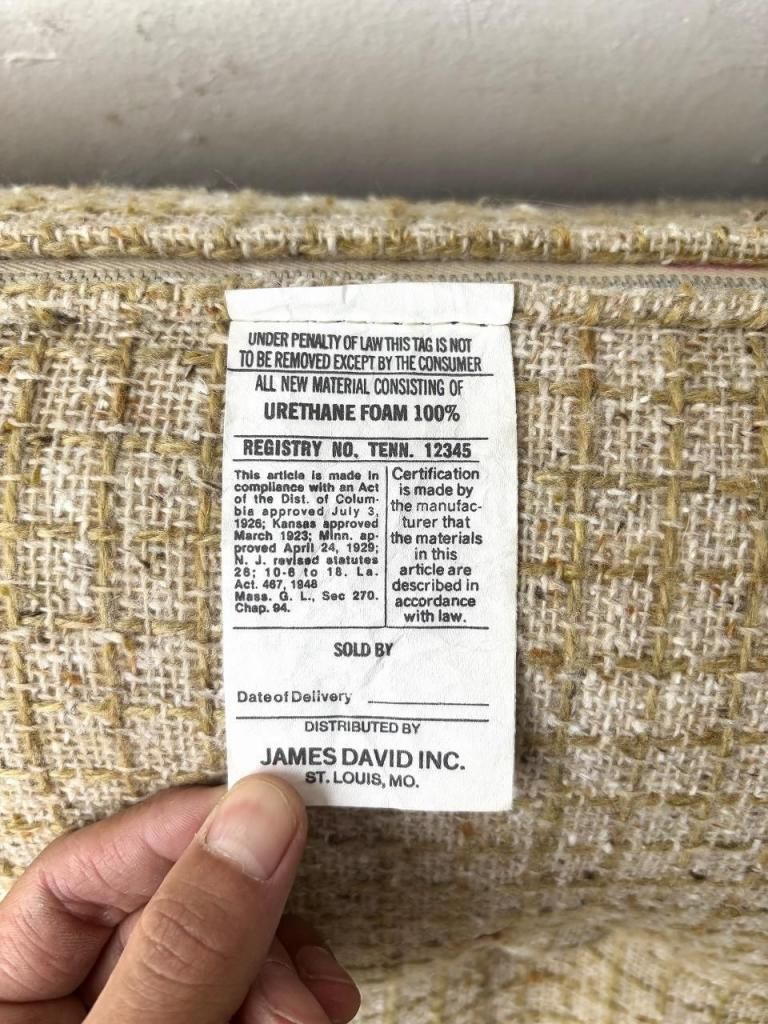 UNDER PENALTY OF LAW THIS TAG IS NOT
TO BE REMOVED EXCEPT BY THE CONSUMER
ALL NEW MATERIAL CONSISTING OF
URETHANE FOAM 100%
REGISTRY NO. TENN. 12345
This article is made in
compliance with an Act
of the Dist. of Colum-
bia approved July 3,
1926; Kansas approved
March 1923; Minn. ap-
proved April 24, 1929;
N. J. revised statutes
26; 10-6 to 18. La.
Act. 467, 1948
Mass. G. L., Sec 270.
Chap. 94.
Certification
is made by
the manufac-
turer that
the materials
in this
article are
described in
accordance
with law.
SOLD BY
Date of Delivery
DISTRIBUTED BY
JAMES DAVID INC.
ST. LOUIS, MO.